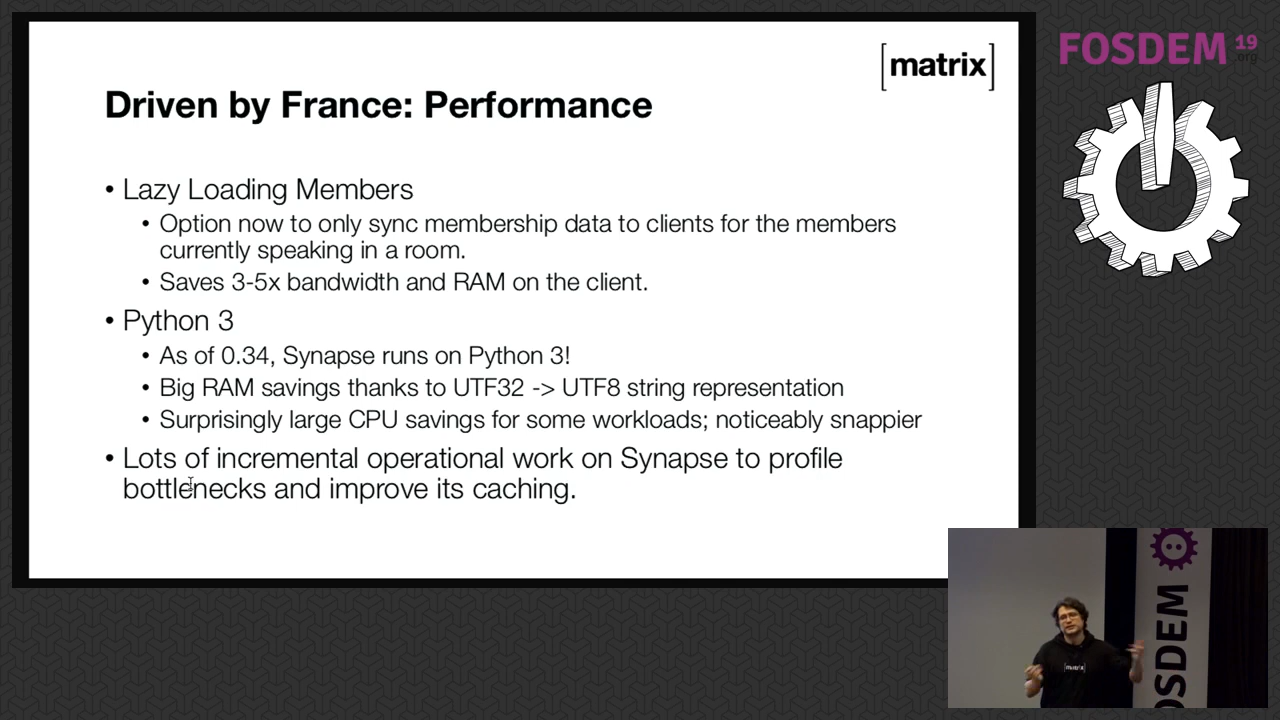 [matrix]
FOSDEM 19
.org
Driven by France: Performance
• Lazy Loading Members
• Option now to only sync membership data to clients for the members
currently speaking in a room.
• Saves 3-5x bandwidth and RAM on the client.
• Python 3
• As of 0.34, Synapse runs on Python 3!
• Big RAM savings thanks to UTF32 -> UTF8 string representation
• Surprisingly large CPU savings for some workloads; noticeably snappier
• Lots of incremental operational work on Synapse to profile
bottlenecks and improve its caching.
[matrix]
FOSDEM